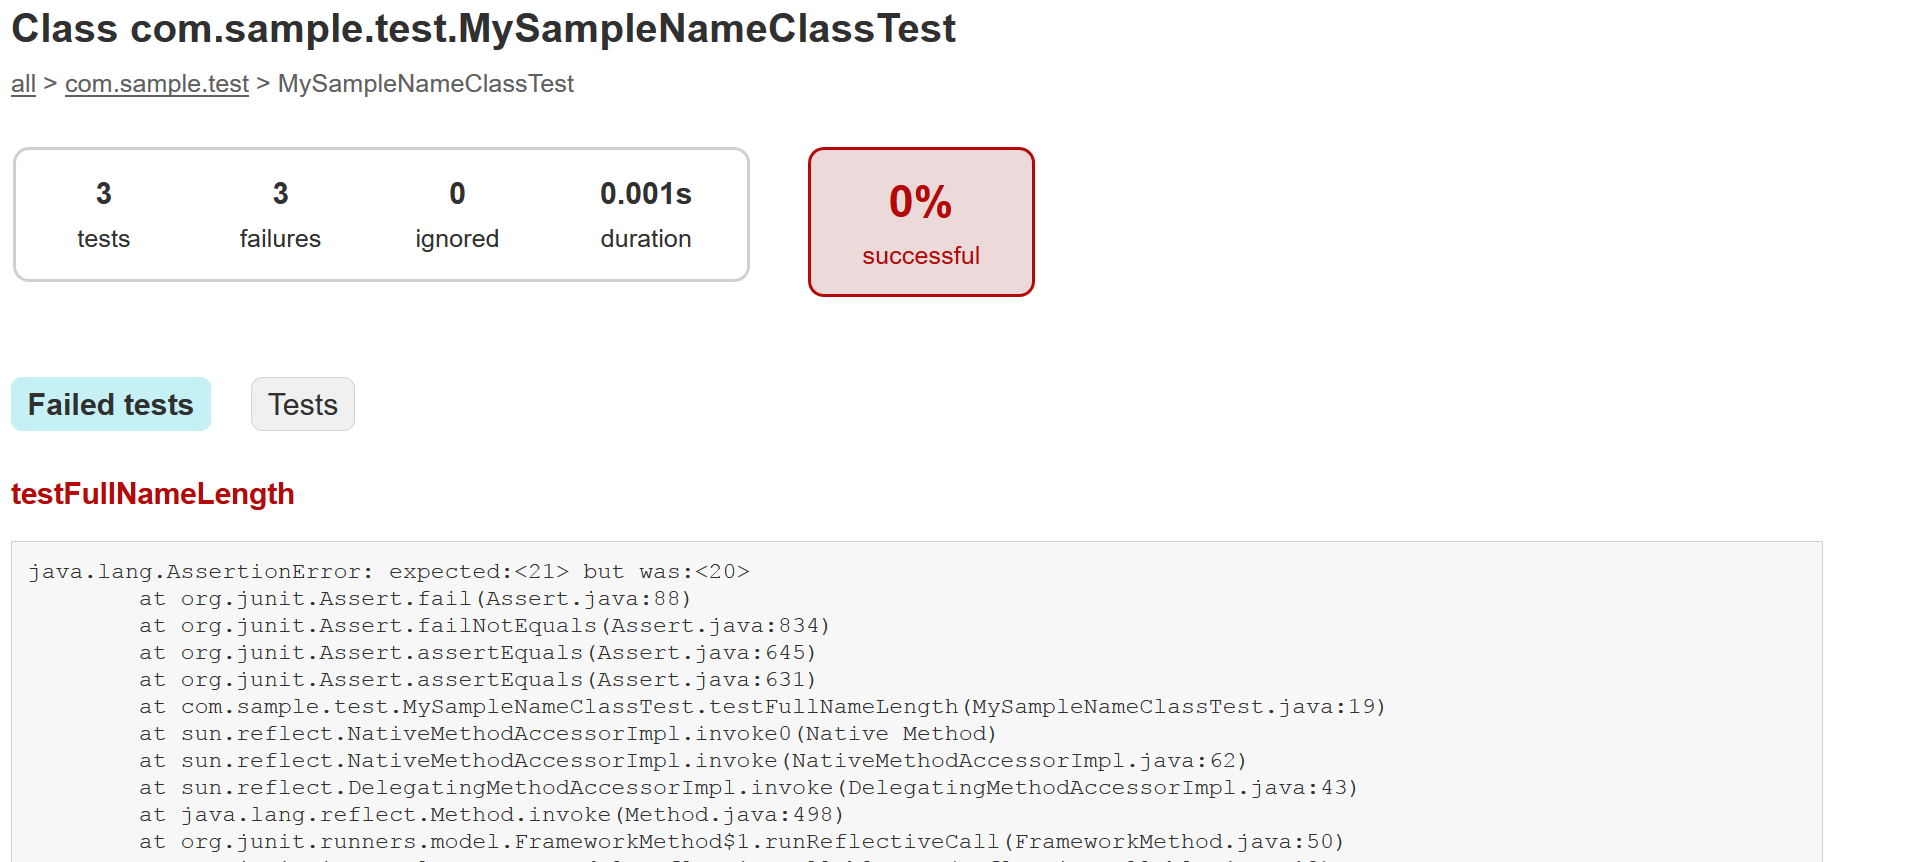 Class com.sample.test.MySampleNameClassTest
all > com.sample.test > MySampleNameClassTest
3 3 0 0.001s
tests failures ignored duration
0%
successful
Failed tests Tests
testFullNameLength
java.lang.AssertionError: expected:<21> but was:<20>
at org.junit.Assert.fail(Assert.java:88)
at org.junit.Assert.failNotEquals(Assert.java:834)
at org.junit.Assert.assertEquals(Assert.java:645)
at org.junit.Assert.assertEquals(Assert.java:631)
at com.sample.test.MySampleNameClassTest.testFullNameLength(MySampleNameClassTest.java:19)
at sun.reflect.NativeMethodAccessorImpl.invoke0(Native Method)
at sun.reflect.NativeMethodAccessorImpl.invoke(NativeMethodAccessorImpl.java:62)
at sun.reflect.DelegatingMethodAccessorImpl.invoke(DelegatingMethodAccessorImpl.java:43)
at java.lang.reflect.Method.invoke(Method.java:498)
at org.junit.runners.model.FrameworkMethod$1.runReflectiveCall(FrameworkMethod.java:50)